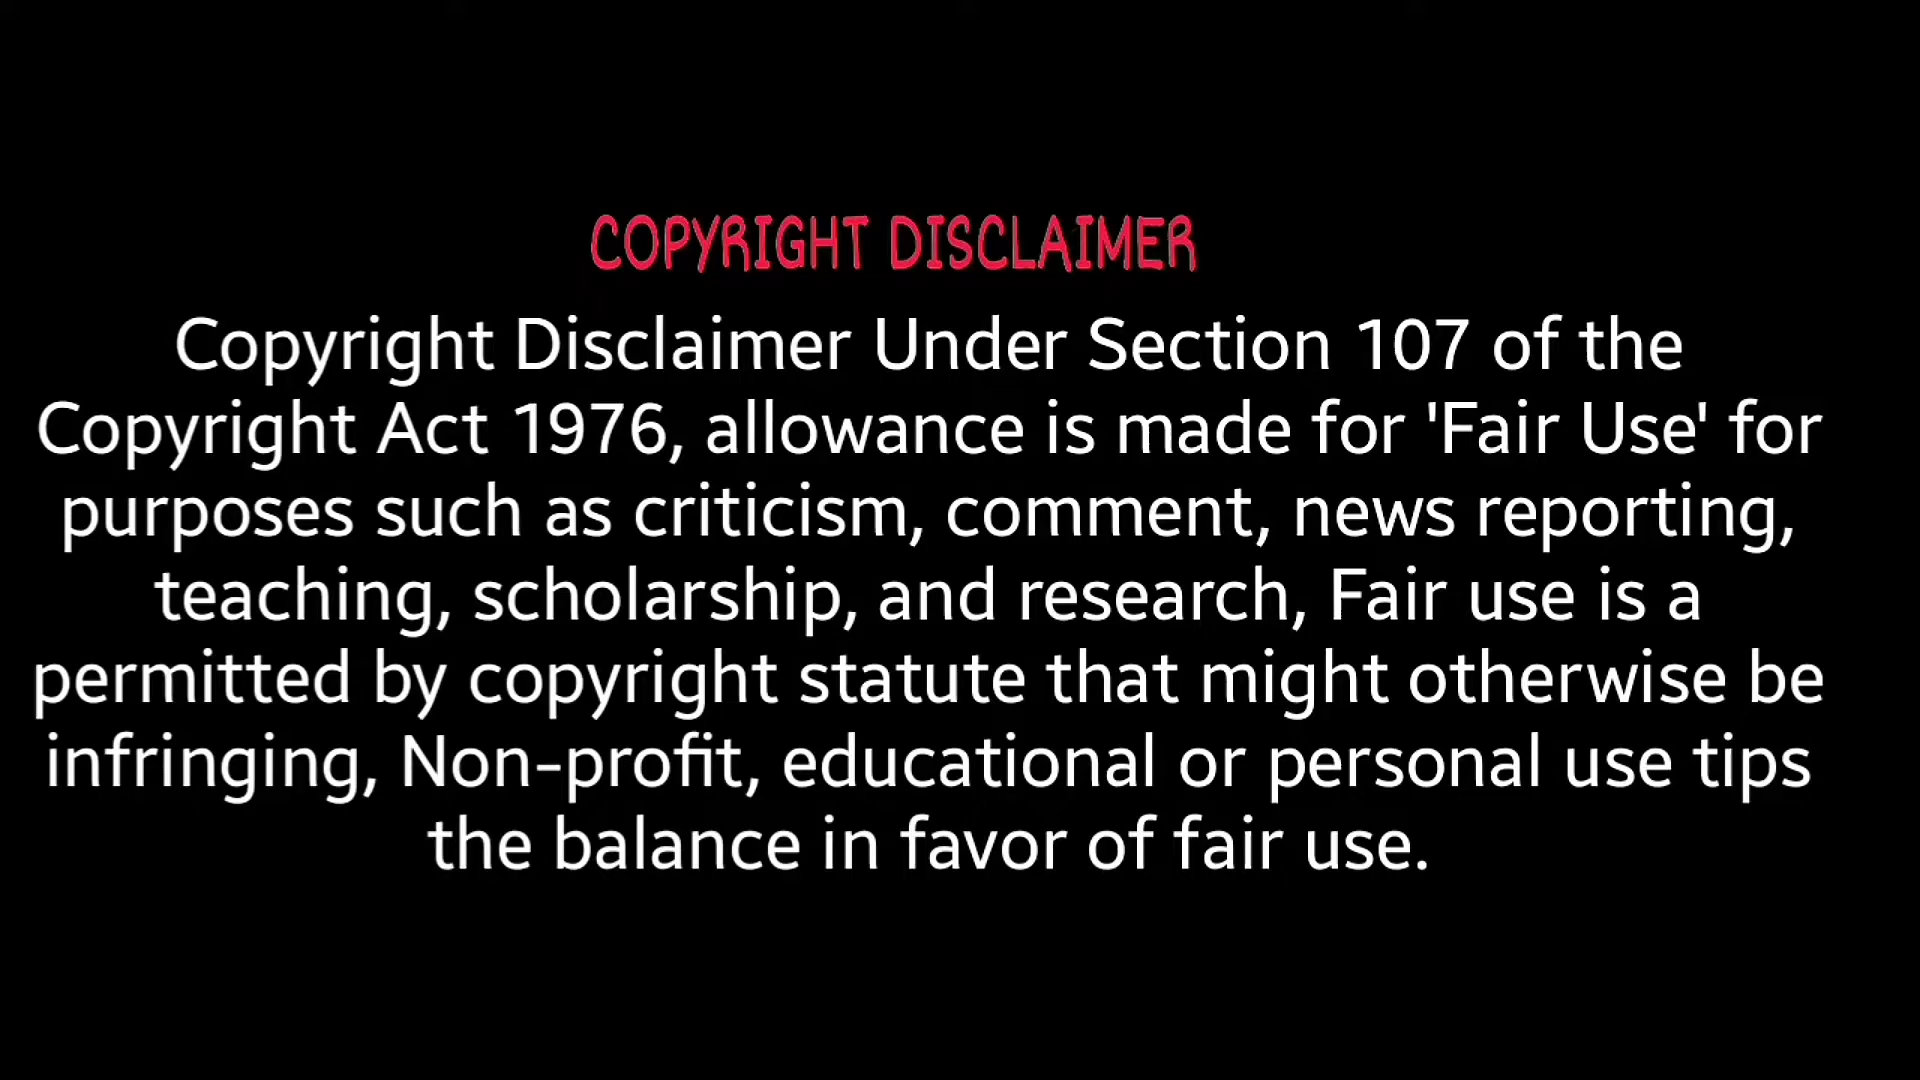 COPYRIGHT DISCLAIMER
Copyright Disclaimer Under Section 107 of the
Copyright Act 1976, allowance is made for 'Fair Use' for
purposes such as criticism, comment, news reporting,
teaching, scholarship, and research, Fair use is a
permitted by copyright statute that might otherwise be
infringing, Non-profit, educational or personal use tips
the balance in favor of fair use.